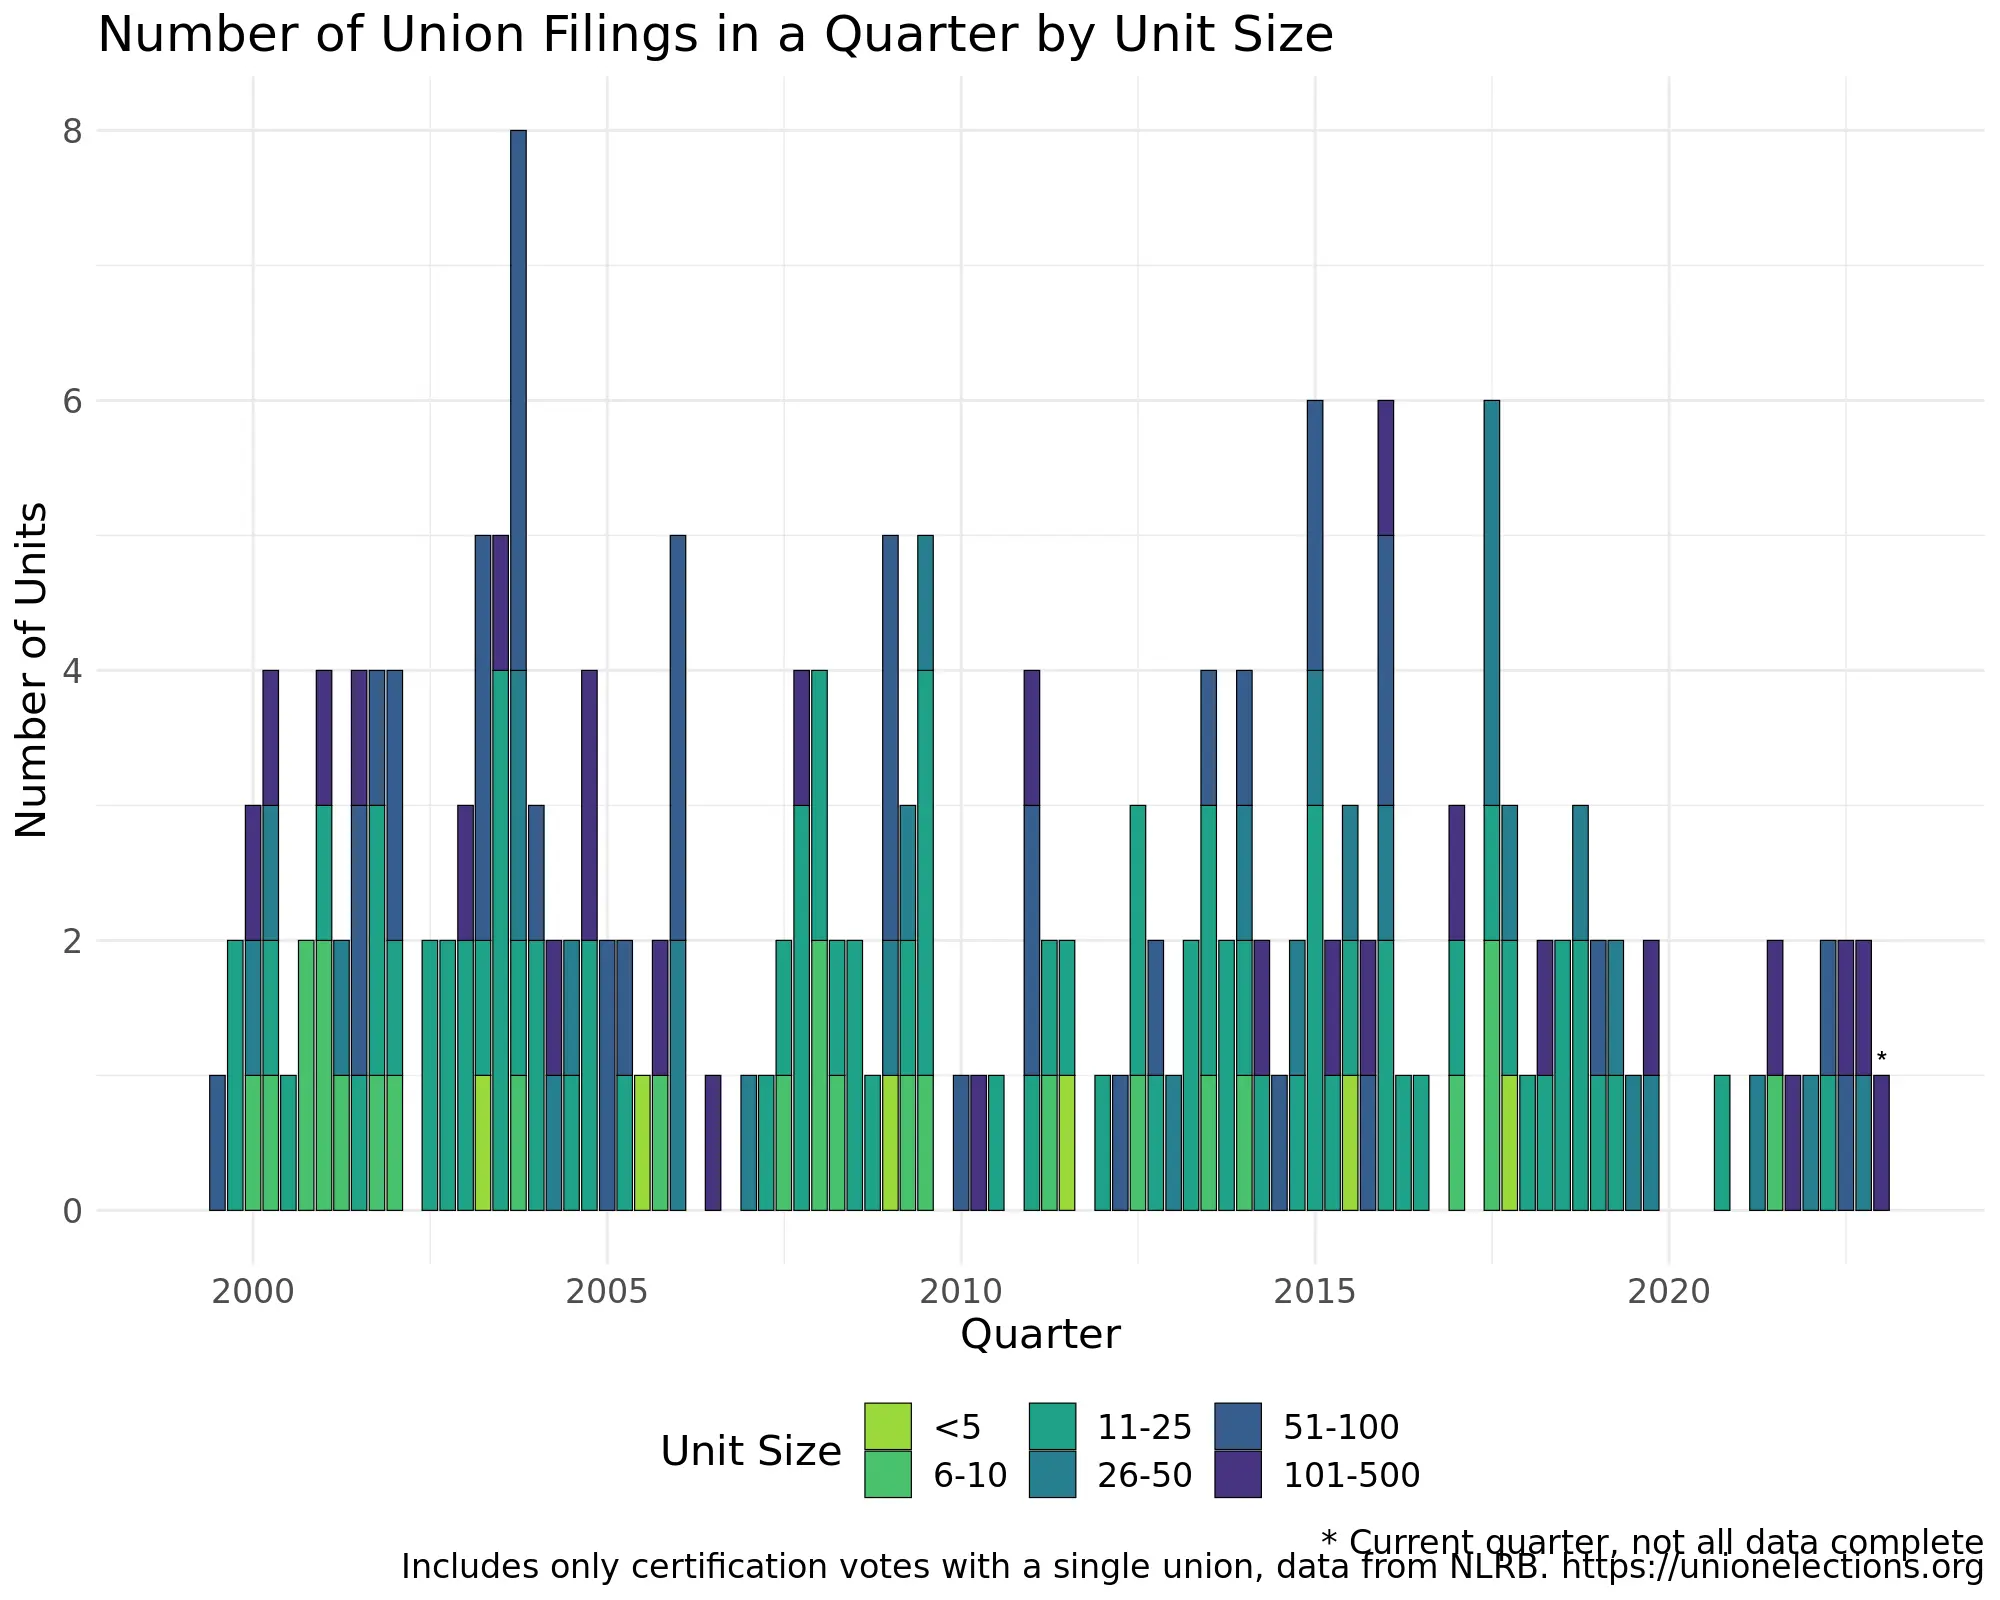 Number of Union Filings in a Quarter by Unit Size
Number of Units
8
6
4
2
0
*
2000 2005 2010 2015 2020
Quarter
Unit Size
<5 11-25 51-100
6-10 26-50 101-500
* Current quarter, not all data complete
Includes only certification votes with a single union, data from NLRB. https://unionelections.org